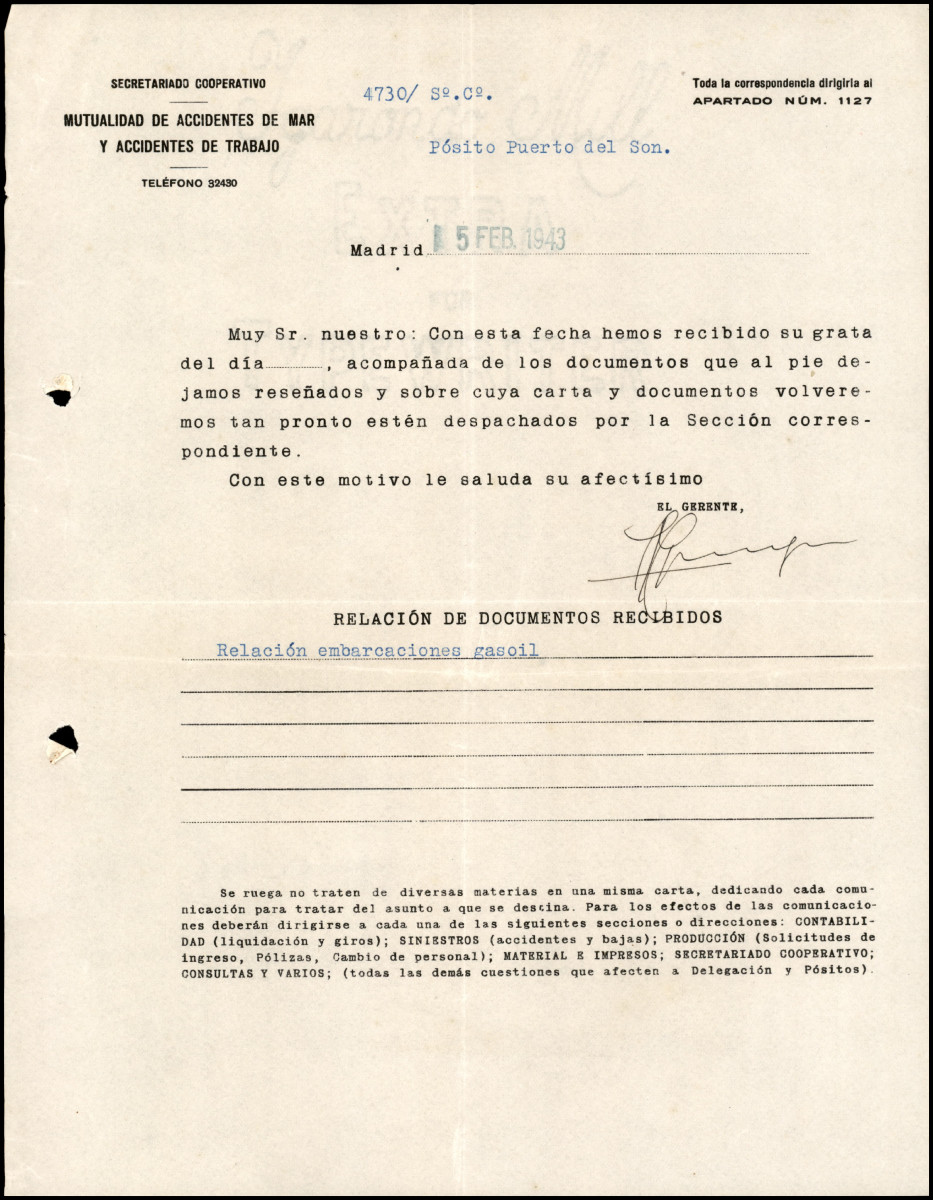 SECRETARIADO COOPERATIVO
MUTUALIDAD DE ACCIDENTES DE MAR
Y ACCIDENTES DE TRABAJO
TELÉFONO 32430
4730/ Sº.Cº.
Pósito Puerto del Son.
Toda la correspondencia dirigirla al
APARTADO NÚM. 1127
Madrid 15 FEB. 1943
Muy Sr. nuestro: Con esta fecha hemos recibido su grata
del día , acompañada de los documentos que al pie de-
jamos reseñados y sobre cuya carta y documentos volvere-
mos tan pronto estén despachados por la Sección corres-
pondiente.
Con este motivo le saluda su afectísimo
EL GERENTE,
RELACIÓN DE DOCUMENTOS RECIBIDOS
Relación embarcaciones gasoil
Se ruega no traten de diversas materias en una misma carta, dedicando cada comu-
nicación para tratar del asunto a que se destina. Para los efectos de las comunicacio-
nes deberán dirigirse a cada una de las siguientes secciones o direcciones: CONTABILI-
DAD (liquidación y giros); SINIESTROS (accidentes y bajas); PRODUCCIÓN (Solicitudes de
ingreso, Pólizas, Cambio de personal); MATERIAL E IMPRESOS; SECRETARIADO COOPERATIVO;
CONSULTAS Y VARIOS; (todas las demás cuestiones que afecten a Delegación y Pósitos).